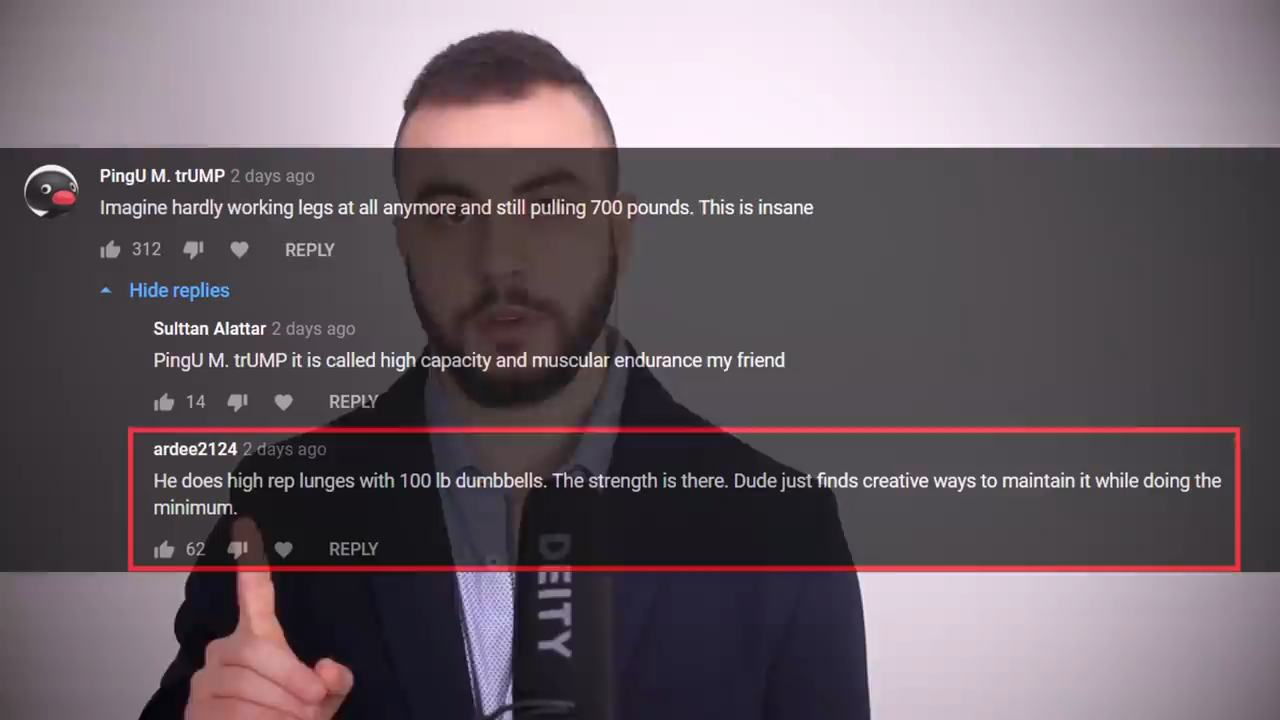 PingU M. trUMP 2 days ago
Imagine hardly working legs at all anymore and still pulling 700 pounds. This is insane
312 REPLY
Hide replies
Sulttan Alattar 2 days ago
PingU M. trUMP it is called high capacity and muscular endurance my friend
14 REPLY
ardee2124 2 days ago
He does high rep lunges with 100 lb dumbbells. The strength is there. Dude just finds creative ways to maintain it while doing the
minimum.
62 REPLY
DEITY